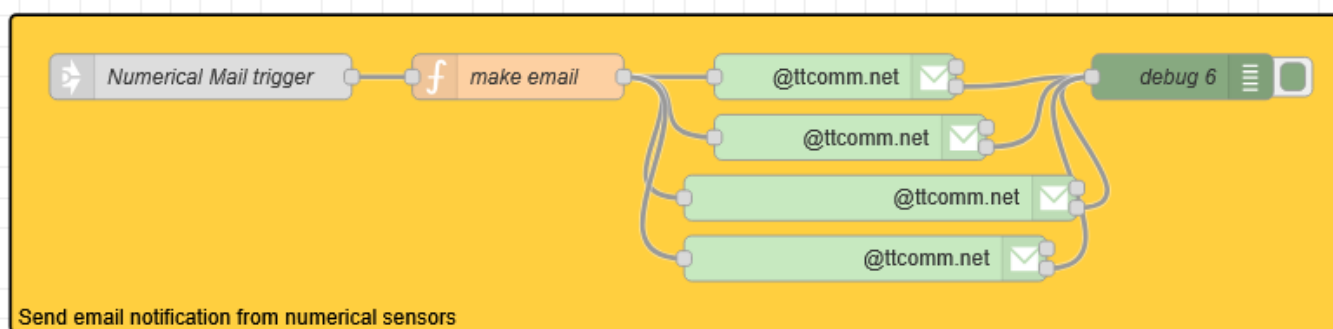 Numerical Mail trigger
make email
@ttcomm.net
debug 6
@ttcomm.net
@ttcomm.net
@ttcomm.net
Send email notification from numerical sensors